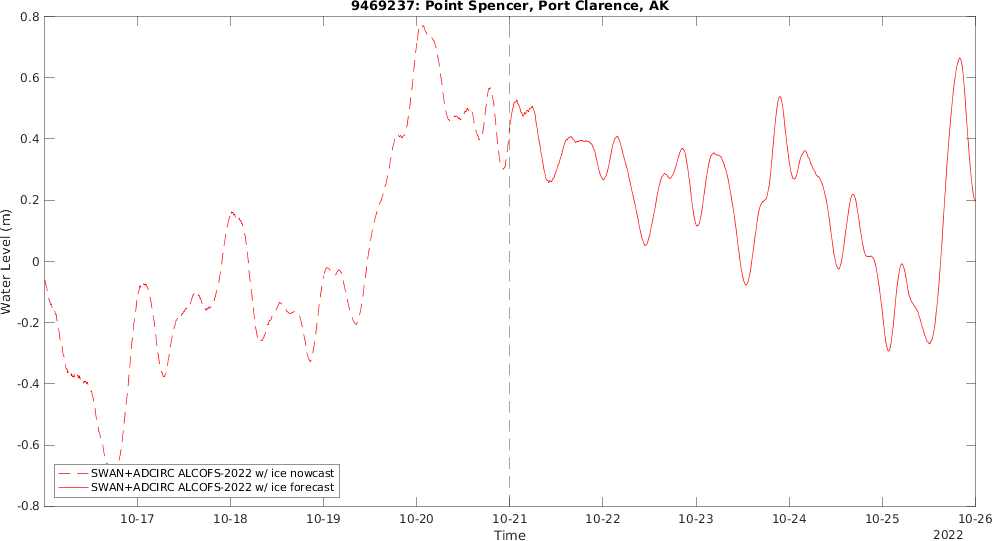 9469237: Point Spencer, Port Clarence, AK
0.8
0.6
0.4
0.2
0
-0.2
-0.4
-0.6
-0.8
Water Level (m)
SWAN+ADCIRC ALCOFS-2022 w/ ice nowcast
SWAN+ADCIRC ALCOFS-2022 w/ ice forecast
10-17 10-18 10-19 10-20 10-21 10-22 10-23 10-24 10-25 10-26
Time
2022